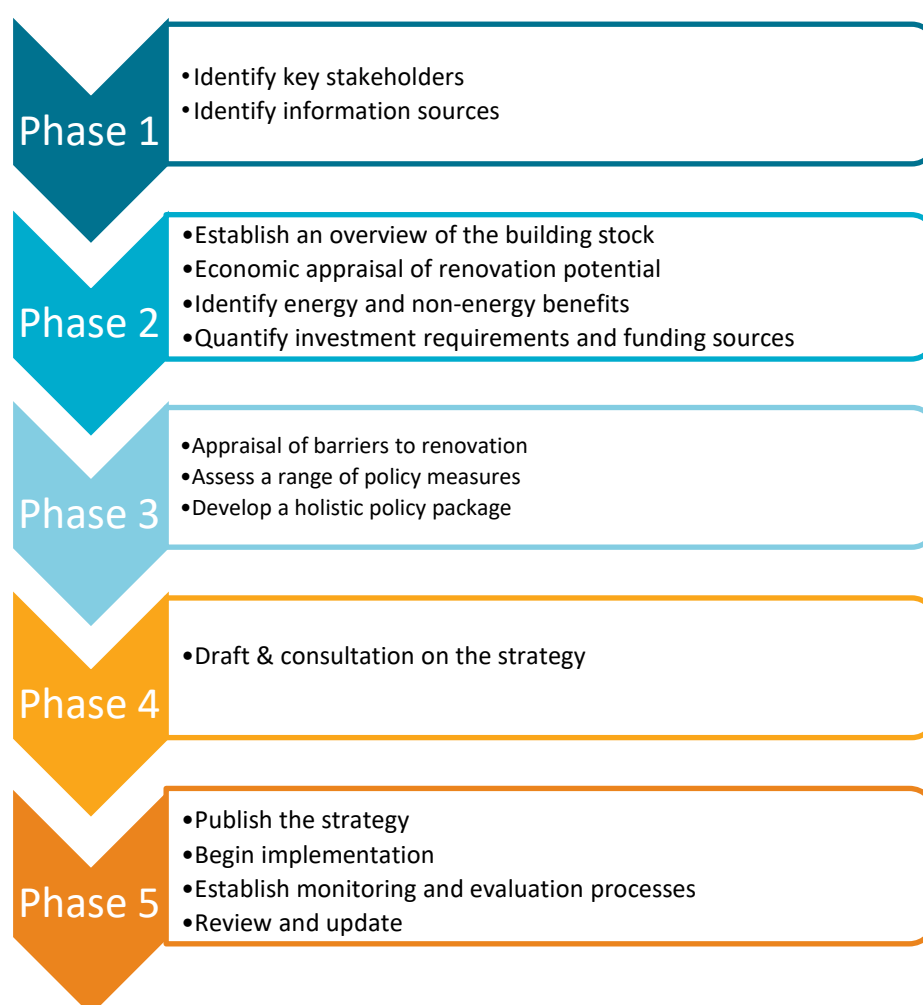 Phase 1
• Identify key stakeholders
• Identify information sources
Phase 2
•Establish an overview of the building stock
•Economic appraisal of renovation potential
•Identify energy and non-energy benefits
•Quantify investment requirements and funding sources
Phase 3
•Appraisal of barriers to renovation
•Assess a range of policy measures
•Develop a holistic policy package
Phase 4
•Draft & consultation on the strategy
Phase 5
•Publish the strategy
•Begin implementation
•Establish monitoring and evaluation processes
•Review and update